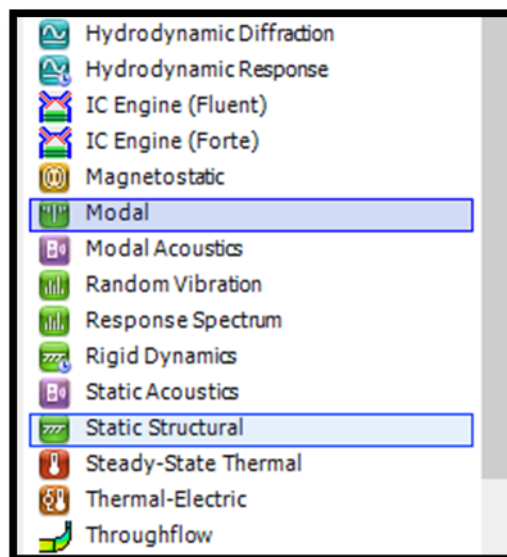 Hydrodynamic Diffraction
Hydrodynamic Response
IC Engine (Fluent)
IC Engine (Forte)
Magnetostatic
Modal
Modal Acoustics
Random Vibration
Response Spectrum
Rigid Dynamics
Static Acoustics
Static Structural
Steady-State Thermal
Thermal-Electric
Throughflow